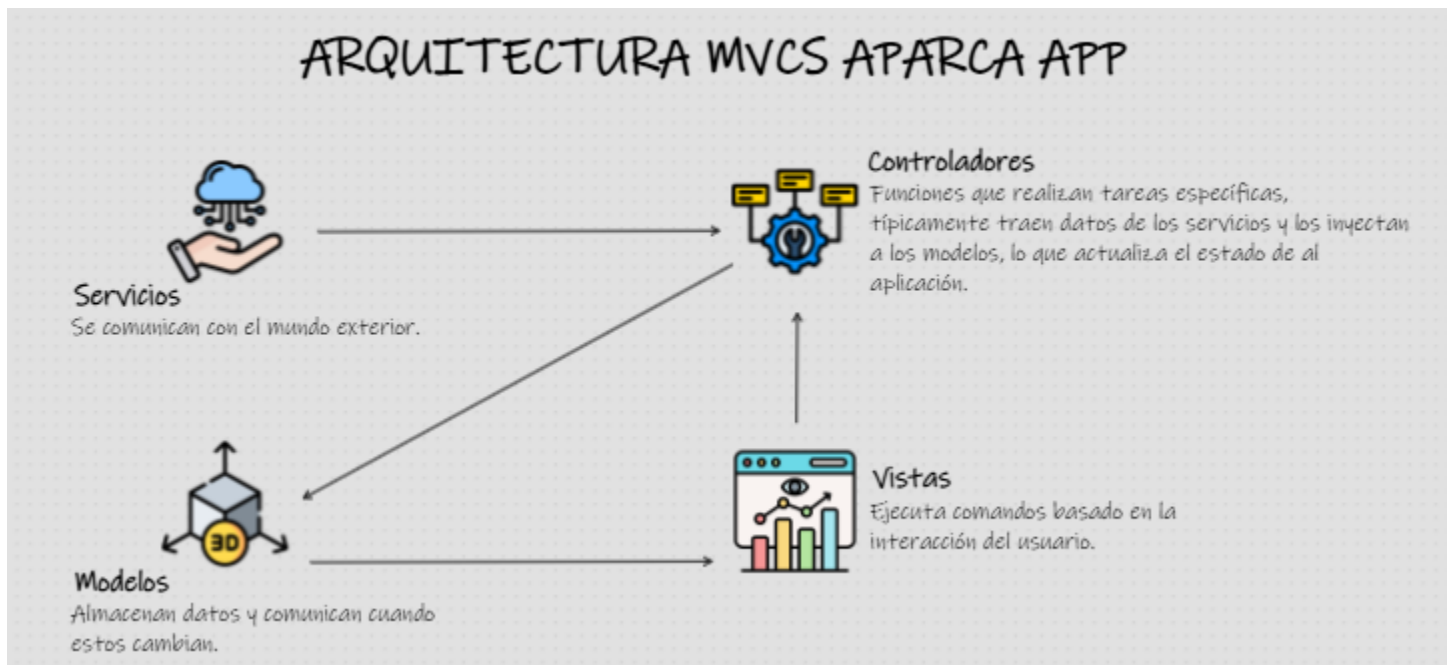 ARQUITECTURA MVCS APARCA APP
Controladores
Funciones que realizan tareas específicas,
típicamente traen datos de los servicios y los inyectan
a los modelos, lo que actualiza el estado de al
aplicación.
Servicios
Se comunican con el mundo exterior.
Vistas
Ejecuta comandos basado en la
interacción del usuario.
3D
Modelos
Almacenan datos y comunican cuando
estos cambian.